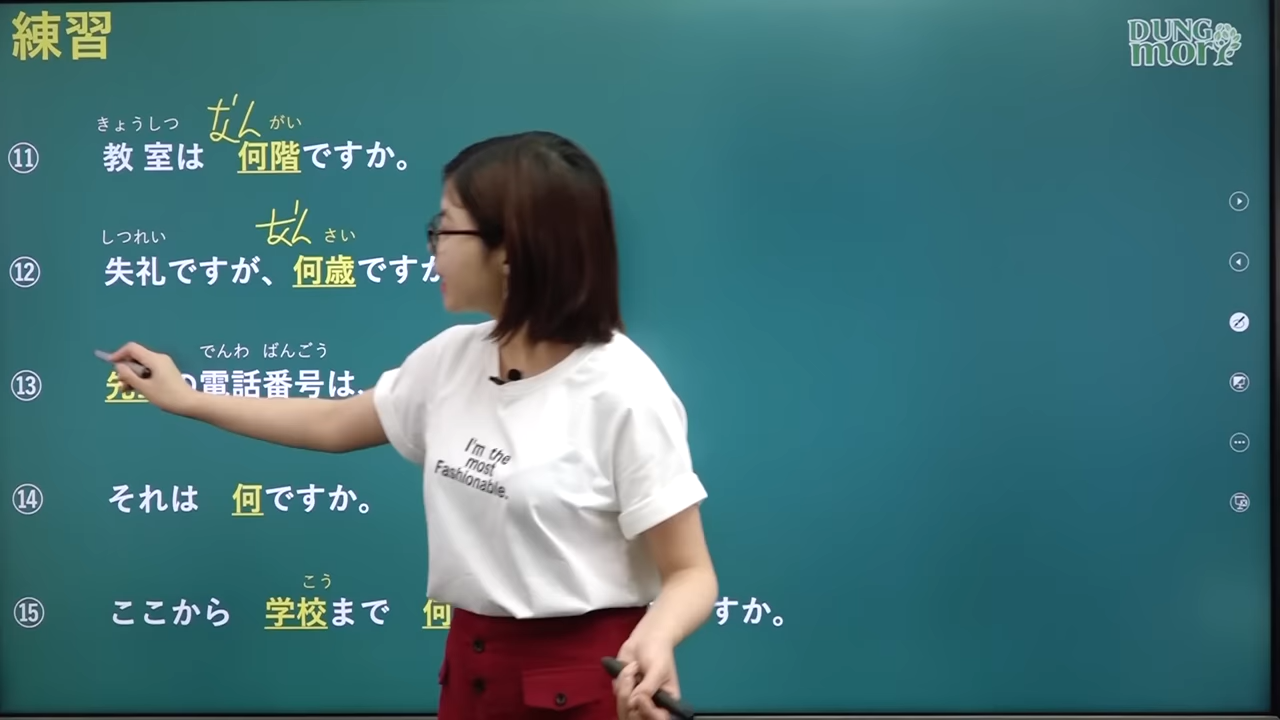 練習
DUNG
mori
きょうしつ なん がい
⑪ 教室は 何階ですか。
しつれい なん さい
⑫ 失礼ですが、何歳ですか
でんわ ばんごう
⑬ 先 の電話番号は、
⑭ それは 何ですか。
こう
⑮ ここから 学校まで 何 すか。
I'm the
most
Fashionable.